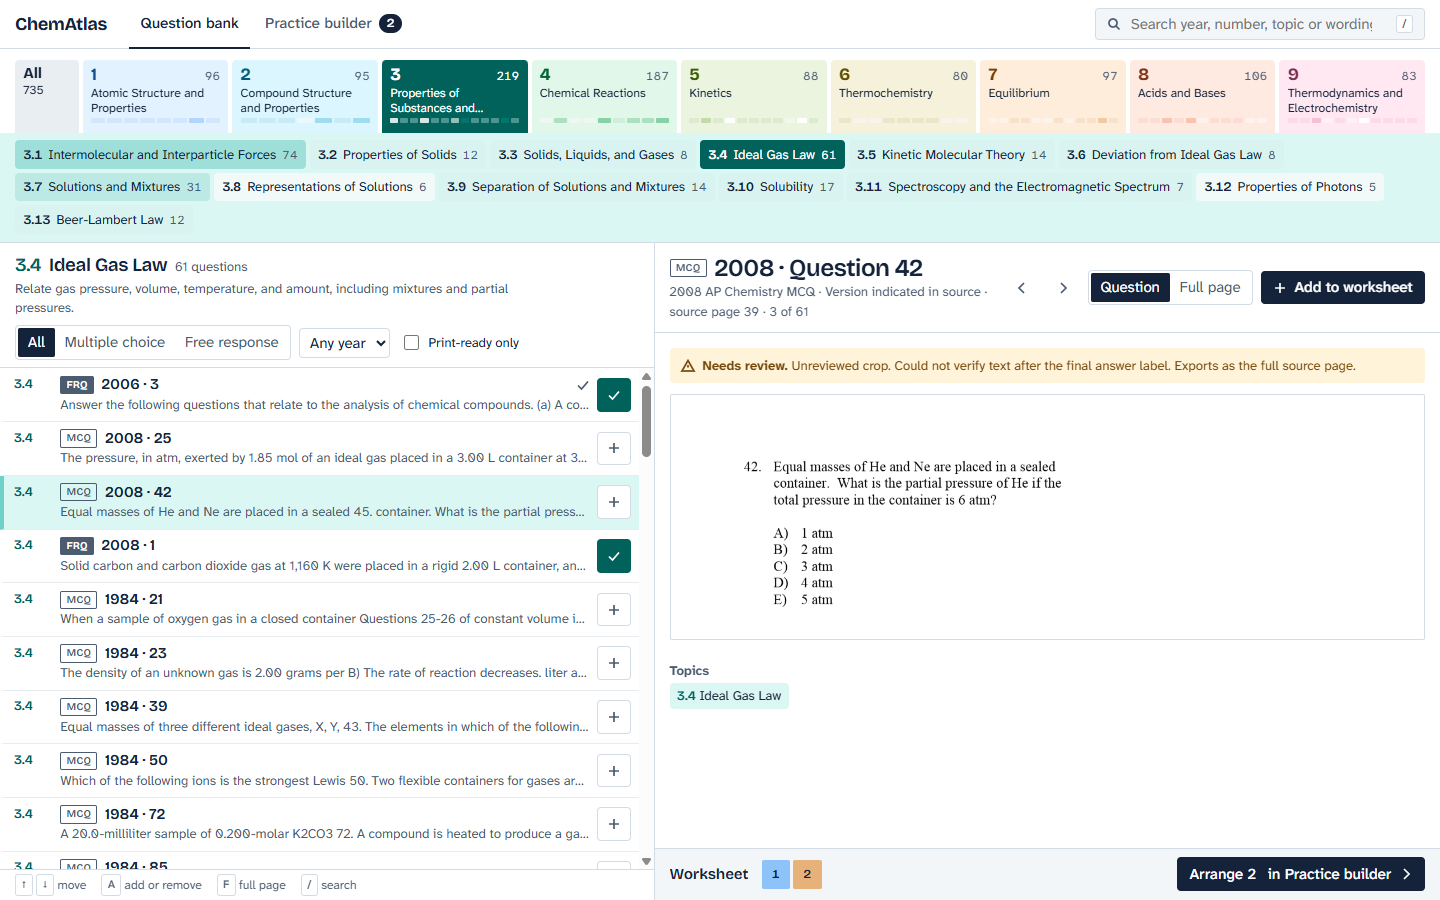 ChemAtlas
Question bank
Practice builder 2
Search year, number, topic or wording /
All
735
1 96
Atomic Structure and
Properties
2 95
Compound Structure
and Properties
3 219
Properties of
Substances and...
4 187
Chemical Reactions
5 88
Kinetics
6 80
Thermochemistry
7 97
Equilibrium
8 106
Acids and Bases
9 83
Thermodynamics and
Electrochemistry
3.1 Intermolecular and Interparticle Forces 74
3.2 Properties of Solids 12
3.3 Solids, Liquids, and Gases 8
3.4 Ideal Gas Law 61
3.5 Kinetic Molecular Theory 14
3.6 Deviation from Ideal Gas Law 8
3.7 Solutions and Mixtures 31
3.8 Representations of Solutions 6
3.9 Separation of Solutions and Mixtures 14
3.10 Solubility 17
3.11 Spectroscopy and the Electromagnetic Spectrum 7
3.12 Properties of Photons 5
3.13 Beer-Lambert Law 12
3.4 Ideal Gas Law 61 questions
Relate gas pressure, volume, temperature, and amount, including mixtures and partial
pressures.
All Multiple choice Free response Any year Print-ready only
3.4 FRQ 2006 · 3
Answer the following questions that relate to the analysis of chemical compounds. (a) A co...
3.4 MCQ 2008 · 25
The pressure, in atm, exerted by 1.85 mol of an ideal gas placed in a 3.00 L container at 3...
3.4 MCQ 2008 · 42
Equal masses of He and Ne are placed in a sealed 45. container. What is the partial press...
3.4 FRQ 2008 · 1
Solid carbon and carbon dioxide gas at 1,160 K were placed in a rigid 2.00 L container, an...
3.4 MCQ 1984 · 21
When a sample of oxygen gas in a closed container Questions 25-26 of constant volume i...
3.4 MCQ 1984 · 23
The density of an unknown gas is 2.00 grams per B) The rate of reaction decreases. liter a...
3.4 MCQ 1984 · 39
Equal masses of three different ideal gases, X, Y, 43. The elements in which of the followin...
3.4 MCQ 1984 · 50
Which of the following ions is the strongest Lewis 50. Two flexible containers for gases ar...
3.4 MCQ 1984 · 72
A 20.0-milliliter sample of 0.200-molar K2CO3 72. A compound is heated to produce a ga...
3.4 MCQ 1984 · 85
↑ ↓ move A add or remove F full page / search
MCQ 2008 · Question 42
2008 AP Chemistry MCQ · Version indicated in source ·
source page 39 · 3 of 61
Question Full page
+ Add to worksheet
Needs review. Unreviewed crop. Could not verify text after the final answer label. Exports as the full source page.
42. Equal masses of He and Ne are placed in a sealed
container. What is the partial pressure of He if the
total pressure in the container is 6 atm?
A) 1 atm
B) 2 atm
C) 3 atm
D) 4 atm
E) 5 atm
Topics
3.4 Ideal Gas Law
Worksheet 1 2
Arrange 2 in Practice builder